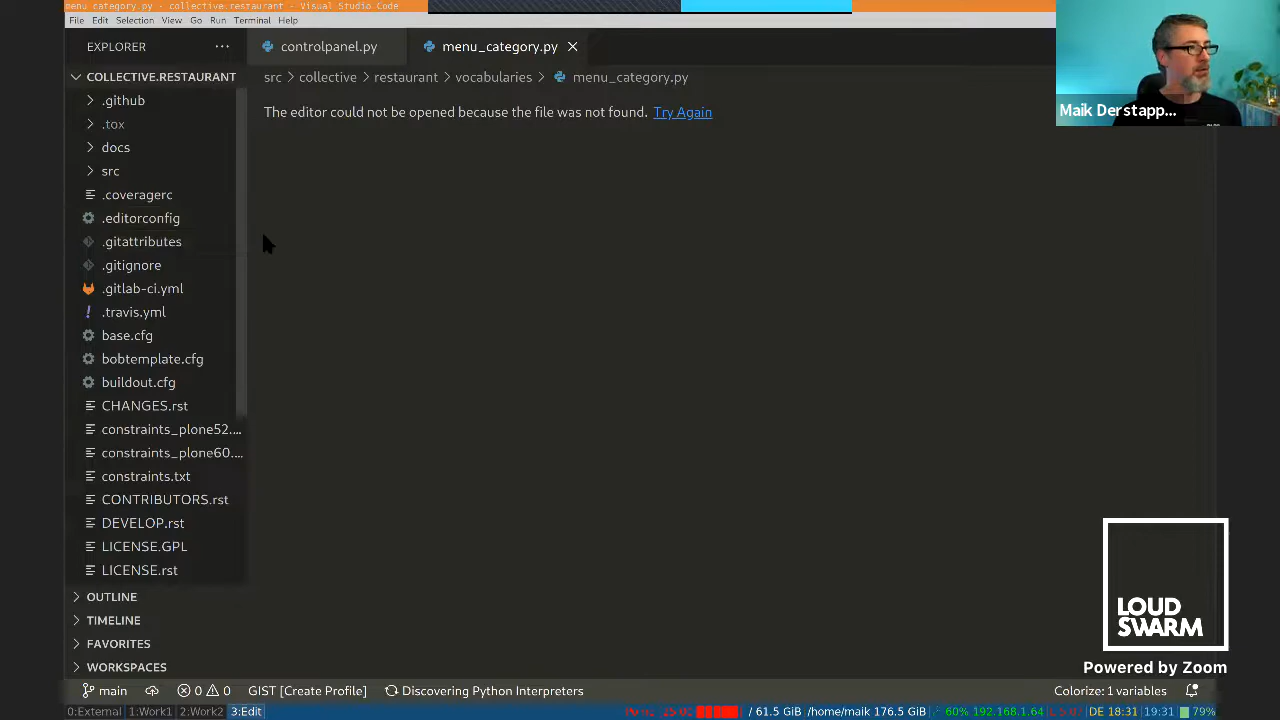 menu_category.py - collective.restaurant - Visual Studio Code
File Edit Selection View Go Run Terminal Help
EXPLORER
controlpanel.py
menu_category.py
COLLECTIVE.RESTAURANT
src > collective > restaurant > vocabularies > menu_category.py
The editor could not be opened because the file was not found. Try Again
.github
.tox
docs
src
.coveragerc
.editorconfig
.gitattributes
.gitignore
.gitlab-ci.yml
.travis.yml
base.cfg
bobtemplate.cfg
buildout.cfg
CHANGES.rst
constraints_plone52....
constraints_plone60....
constraints.txt
CONTRIBUTORS.rst
DEVELOP.rst
LICENSE.GPL
LICENSE.rst
OUTLINE
TIMELINE
FAVORITES
WORKSPACES
Maik Derstapp...
LOUD
SWARM
Powered by Zoom
main 0 0 GIST [Create Profile] Discovering Python Interpreters Colorize: 1 variables
0:External 1:Work1 2:Work2 3:Edit / 61.5 GiB /home/maik 176.5 GiB 60% 192.168.1.64 DE 18:31 19:31 79%